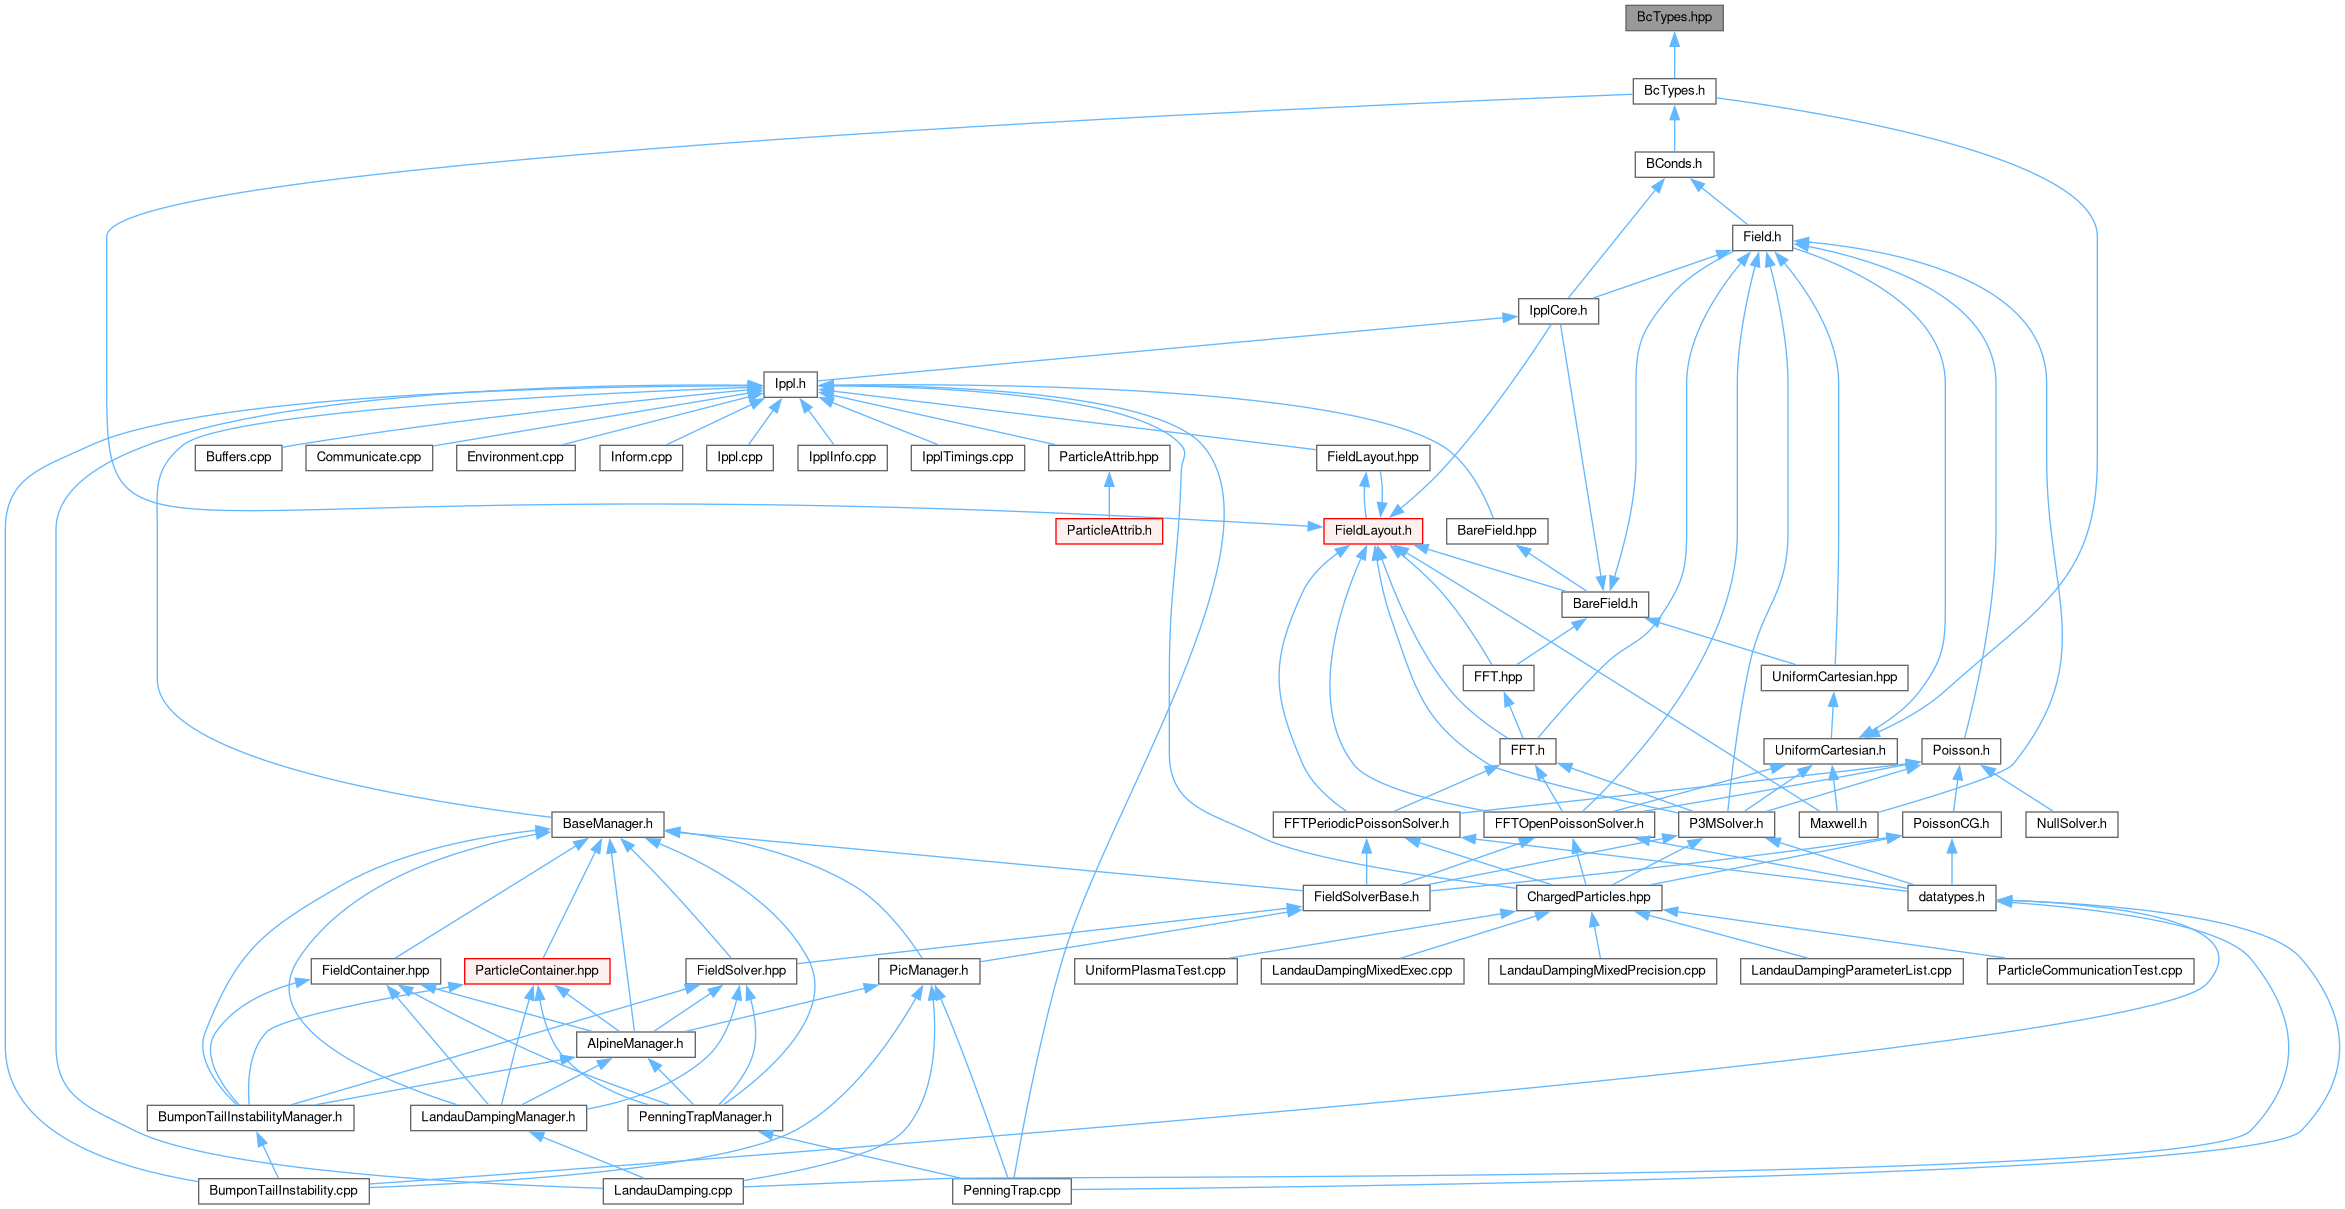 BcTypes.hpp
BcTypes.h
BConds.h
Field.h
IpplCore.h
Ippl.h
Buffers.cpp
Communicate.cpp
Environment.cpp
Inform.cpp
Ippl.cpp
IpplInfo.cpp
IpplTimings.cpp
ParticleAttrib.hpp
FieldLayout.hpp
ParticleAttrib.h
FieldLayout.h
BareField.hpp
BareField.h
FFT.hpp
UniformCartesian.hpp
FFT.h
UniformCartesian.h
Poisson.h
BaseManager.h
FFTPeriodicPoissonSolver.h
FFTOpenPoissonSolver.h
P3MSolver.h
Maxwell.h
PoissonCG.h
NullSolver.h
FieldSolverBase.h
ChargedParticles.hpp
datatypes.h
FieldContainer.hpp
ParticleContainer.hpp
FieldSolver.hpp
PicManager.h
UniformPlasmaTest.cpp
LandauDampingMixedExec.cpp
LandauDampingMixedPrecision.cpp
LandauDampingParameterList.cpp
ParticleCommunicationTest.cpp
AlpineManager.h
BumponTailInstabilityManager.h
LandauDampingManager.h
PenningTrapManager.h
BumponTailInstability.cpp
LandauDamping.cpp
PenningTrap.cpp